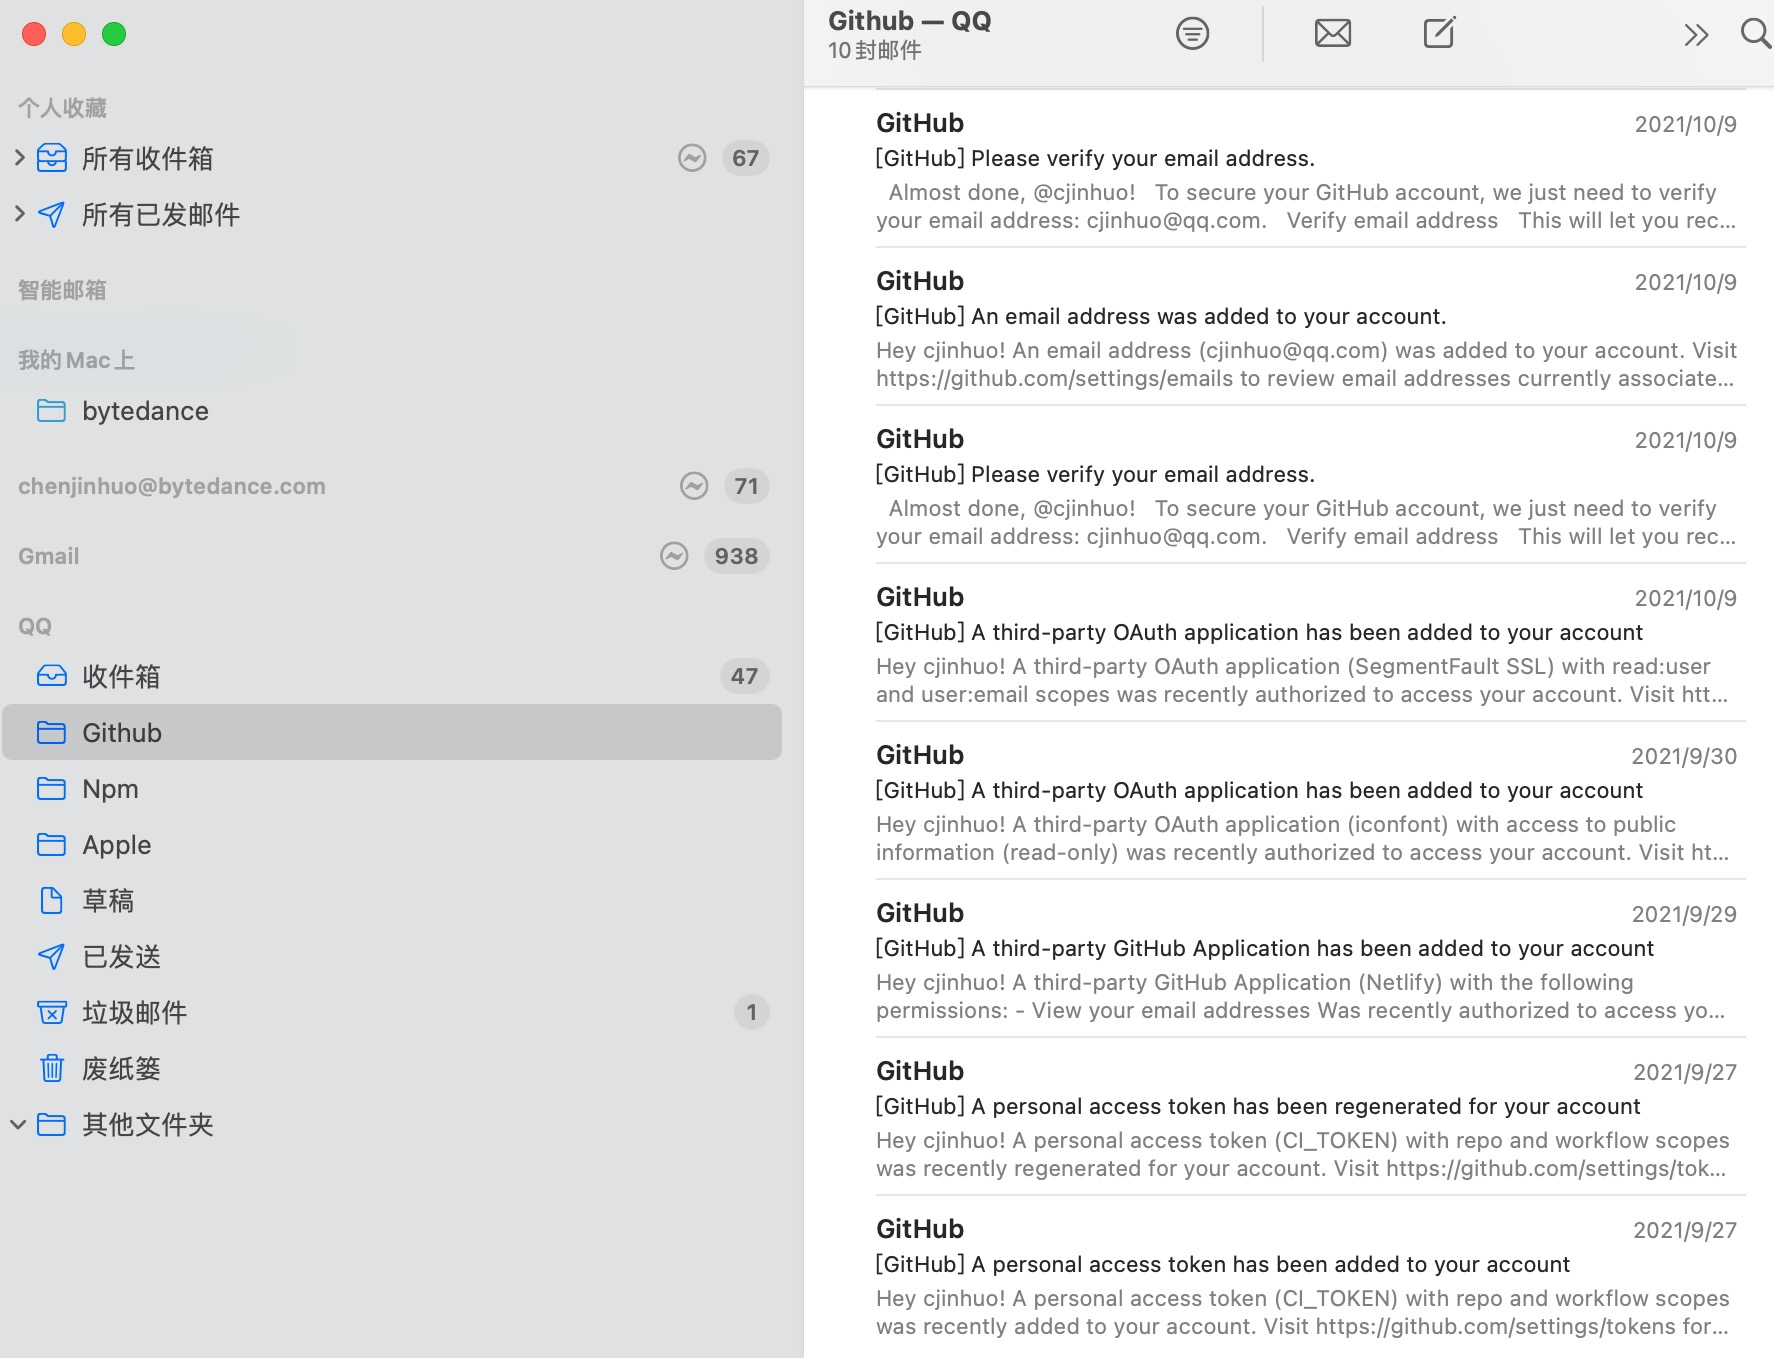 个人收藏
所有收件箱
67
所有已发邮件
智能邮箱
我的Mac上
bytedance
chenjinhuo@bytedance.com
71
Gmail
938
QQ
收件箱
47
Github
Npm
Apple
草稿
已发送
垃圾邮件
1
废纸篓
其他文件夹
Github — QQ
10封邮件
GitHub
2021/10/9
[GitHub] Please verify your email address.
Almost done, @cjinhuo! To secure your GitHub account, we just need to verify
your email address: cjinhuo@qq.com. Verify email address This will let you rec...
GitHub
2021/10/9
[GitHub] An email address was added to your account.
Hey cjinhuo! An email address (cjinhuo@qq.com) was added to your account. Visit
https://github.com/settings/emails to review email addresses currently associate...
GitHub
2021/10/9
[GitHub] Please verify your email address.
Almost done, @cjinhuo! To secure your GitHub account, we just need to verify
your email address: cjinhuo@qq.com. Verify email address This will let you rec...
GitHub
2021/10/9
[GitHub] A third-party OAuth application has been added to your account
Hey cjinhuo! A third-party OAuth application (SegmentFault SSL) with read:user
and user:email scopes was recently authorized to access your account. Visit htt...
GitHub
2021/9/30
[GitHub] A third-party OAuth application has been added to your account
Hey cjinhuo! A third-party OAuth application (iconfont) with access to public
information (read-only) was recently authorized to access your account. Visit ht...
GitHub
2021/9/29
[GitHub] A third-party GitHub Application has been added to your account
Hey cjinhuo! A third-party GitHub Application (Netlify) with the following
permissions: - View your email addresses Was recently authorized to access yo...
GitHub
2021/9/27
[GitHub] A personal access token has been regenerated for your account
Hey cjinhuo! A personal access token (CI_TOKEN) with repo and workflow scopes
was recently regenerated for your account. Visit https://github.com/settings/tok...
GitHub
2021/9/27
[GitHub] A personal access token has been added to your account
Hey cjinhuo! A personal access token (CI_TOKEN) with repo and workflow scopes
was recently added to your account. Visit https://github.com/settings/tokens for...